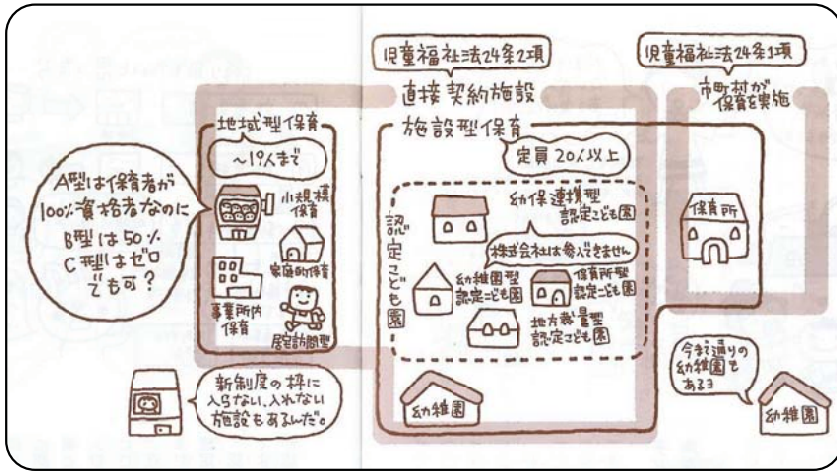 児童福祉法24条2項
直接契約施設
児童福祉法24条1項
市町村が
保育を実施
地域型保育
~19人まで
A型は保育者が
100%資格者なのに
B型は50%
C型はゼロ
でも可?
小規模
保育
家庭的保育
事業所内
保育
居宅訪問型
施設型保育
定員20人以上
認定こども園
幼保連携型
認定こども園
株式会社は参入できません
幼稚園型
認定こども園
保育所型
認定こども園
地方裁量型
認定こども園
幼稚園
保育所
新制度の枠に
入らない、入れない
施設もあるんだ。
今まで通りの
幼稚園も
あるヨ
幼稚園